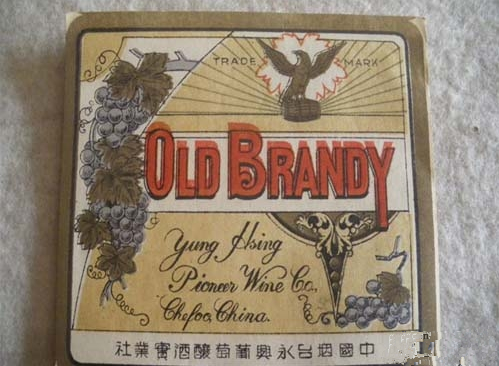 TRADE MARK
OLD BRANDY
Yung Hsing
Pioneer Wine Co,
Chefoo, China.
中國烟台永興葡萄釀酒實業社